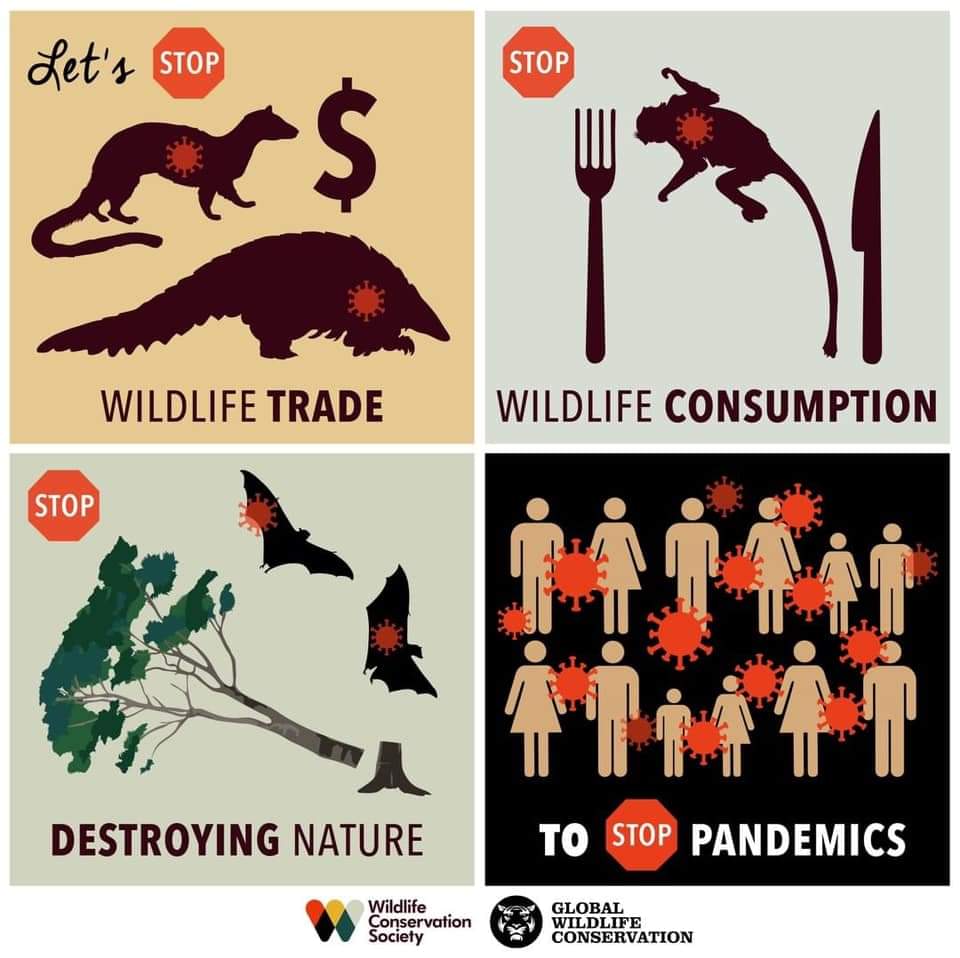 Let's STOP
$
WILDLIFE TRADE
STOP
WILDLIFE CONSUMPTION
STOP
DESTROYING NATURE
TO STOP PANDEMICS
Wildlife
Conservation
Society
GLOBAL
WILDLIFE
CONSERVATION